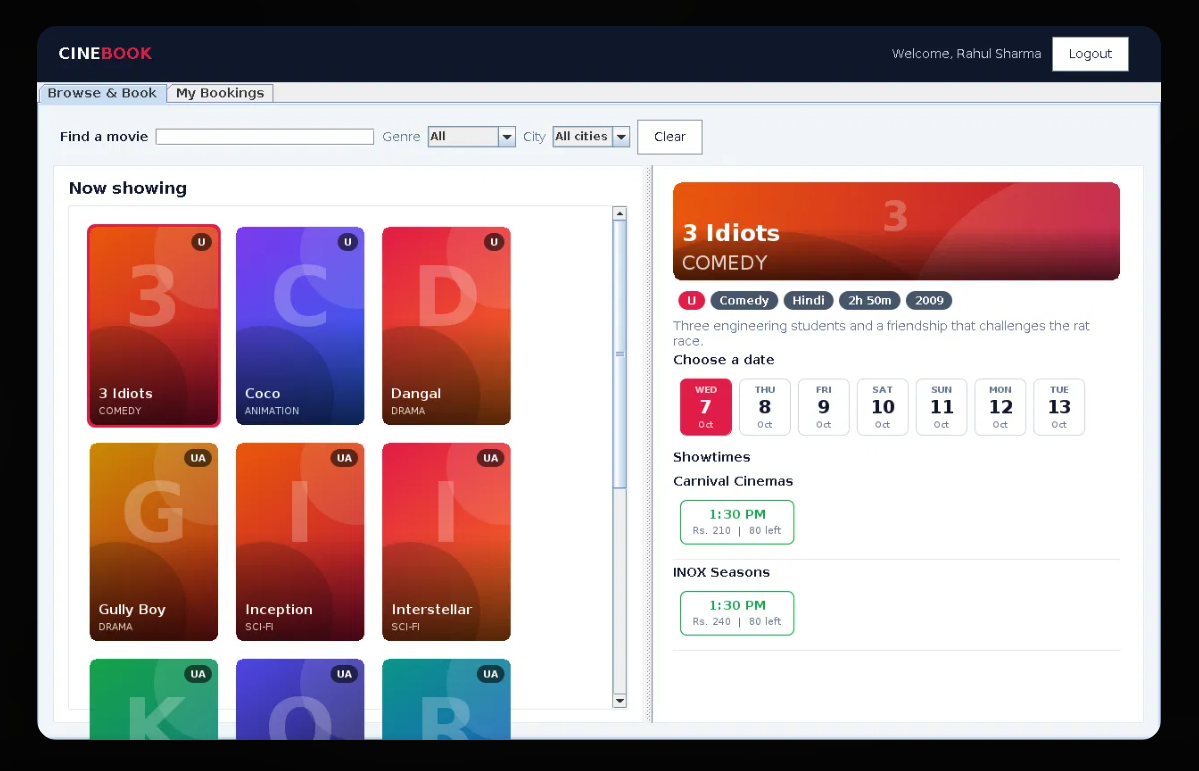 CINEBOOK
Welcome, Rahul Sharma
Logout
Browse & Book
My Bookings
Find a movie
Genre
All
City
All cities
Clear
Now showing
U
3
3 Idiots
COMEDY
U
C
Coco
ANIMATION
U
D
Dangal
DRAMA
UA
G
Gully Boy
DRAMA
UA
I
Inception
SCI-FI
UA
I
Interstellar
SCI-FI
UA
K
UA
O
UA
R
3
3 Idiots
COMEDY
U
Comedy
Hindi
2h 50m
2009
Three engineering students and a friendship that challenges the rat
race.
Choose a date
WED
7
Oct
THU
8
Oct
FRI
9
Oct
SAT
10
Oct
SUN
11
Oct
MON
12
Oct
TUE
13
Oct
Showtimes
Carnival Cinemas
1:30 PM
Rs. 210 | 80 left
INOX Seasons
1:30 PM
Rs. 240 | 80 left